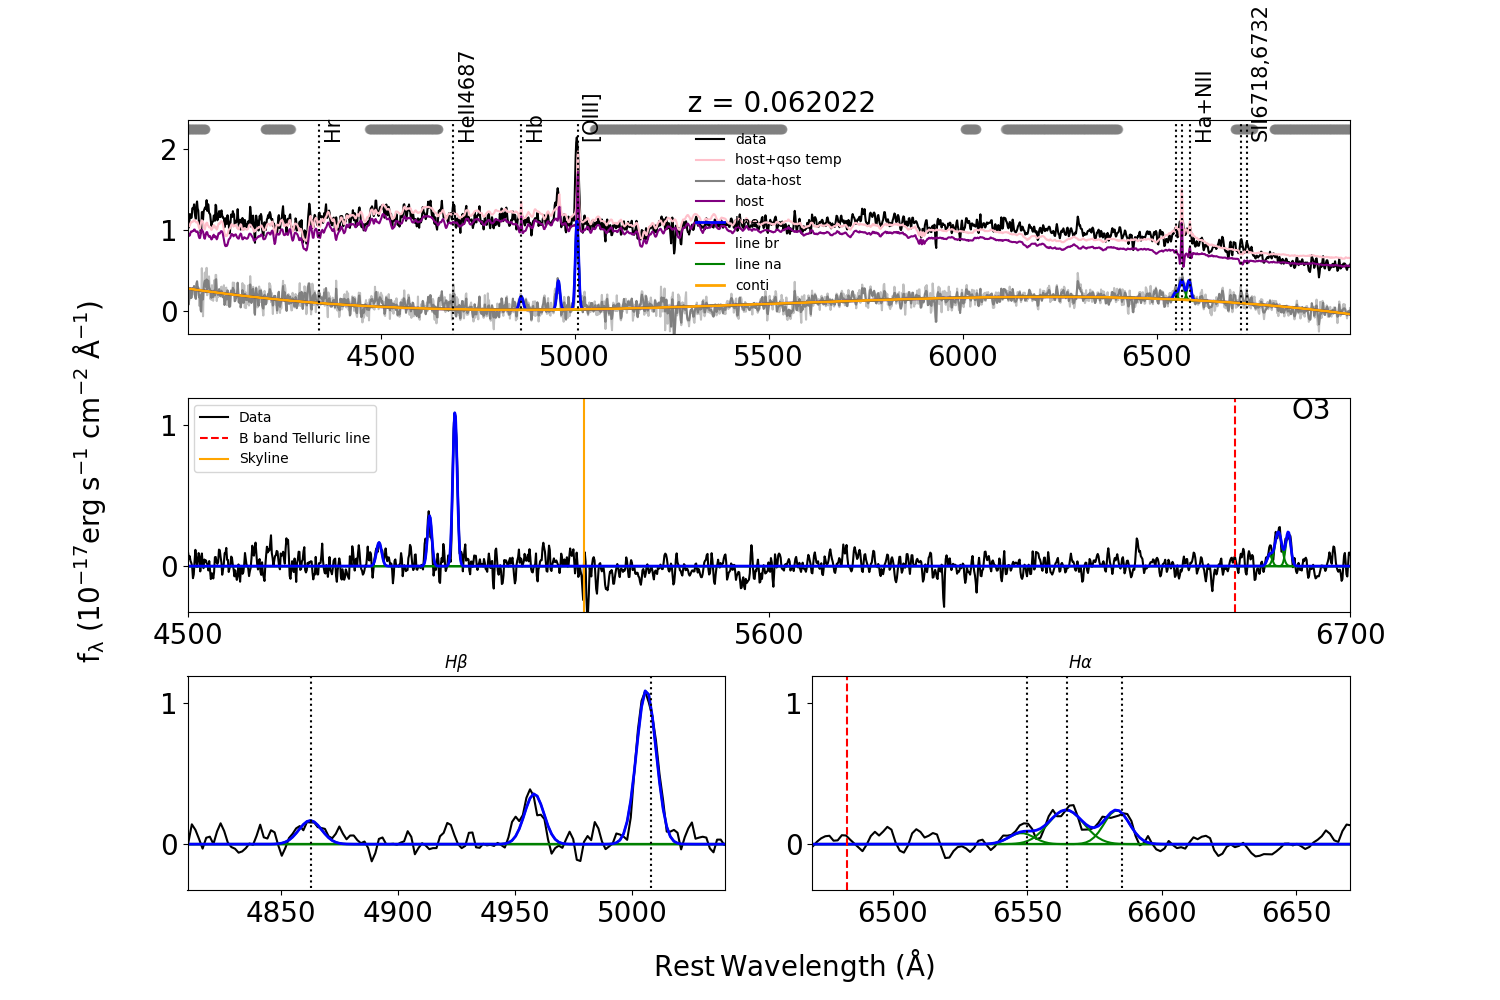 z = 0.062022
Hr
HeII4687
Hb
[OIII]
Ha+NII
SII6718,6732
data
host+qso temp
data-host
host
line br
line na
conti
2
1
0
4500 5000 5500 6000 6500
fλ (10⁻¹⁷erg s⁻¹ cm⁻² Å⁻¹)
O3
Data
B band Telluric line
Skyline
1
0
4500 5600 6700
Hβ
1
0
4850 4900 4950 5000
Hα
1
0
6500 6550 6600 6650
Rest Wavelength (Å)